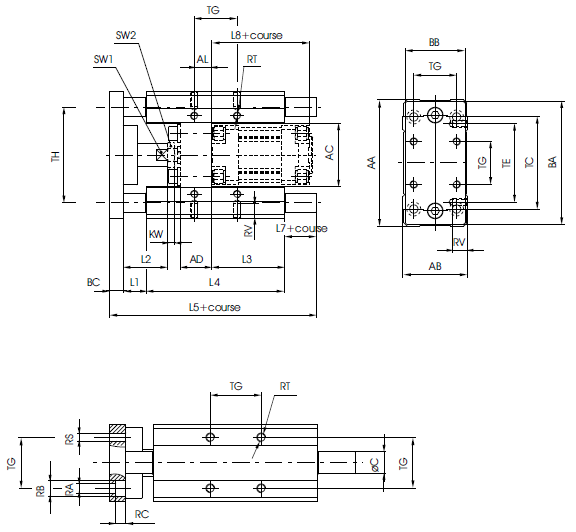 TG
SW2
L8+course
SW1
AL
RT
TH
AC
KW
RV
L7+course
L2
AD
L3
BC
L1
L4
L5+course
BB
TG
AA
TG
TE
TC
BA
RV
AB
TG
RT
RS
TG
RB
RA
RC
øC
TG